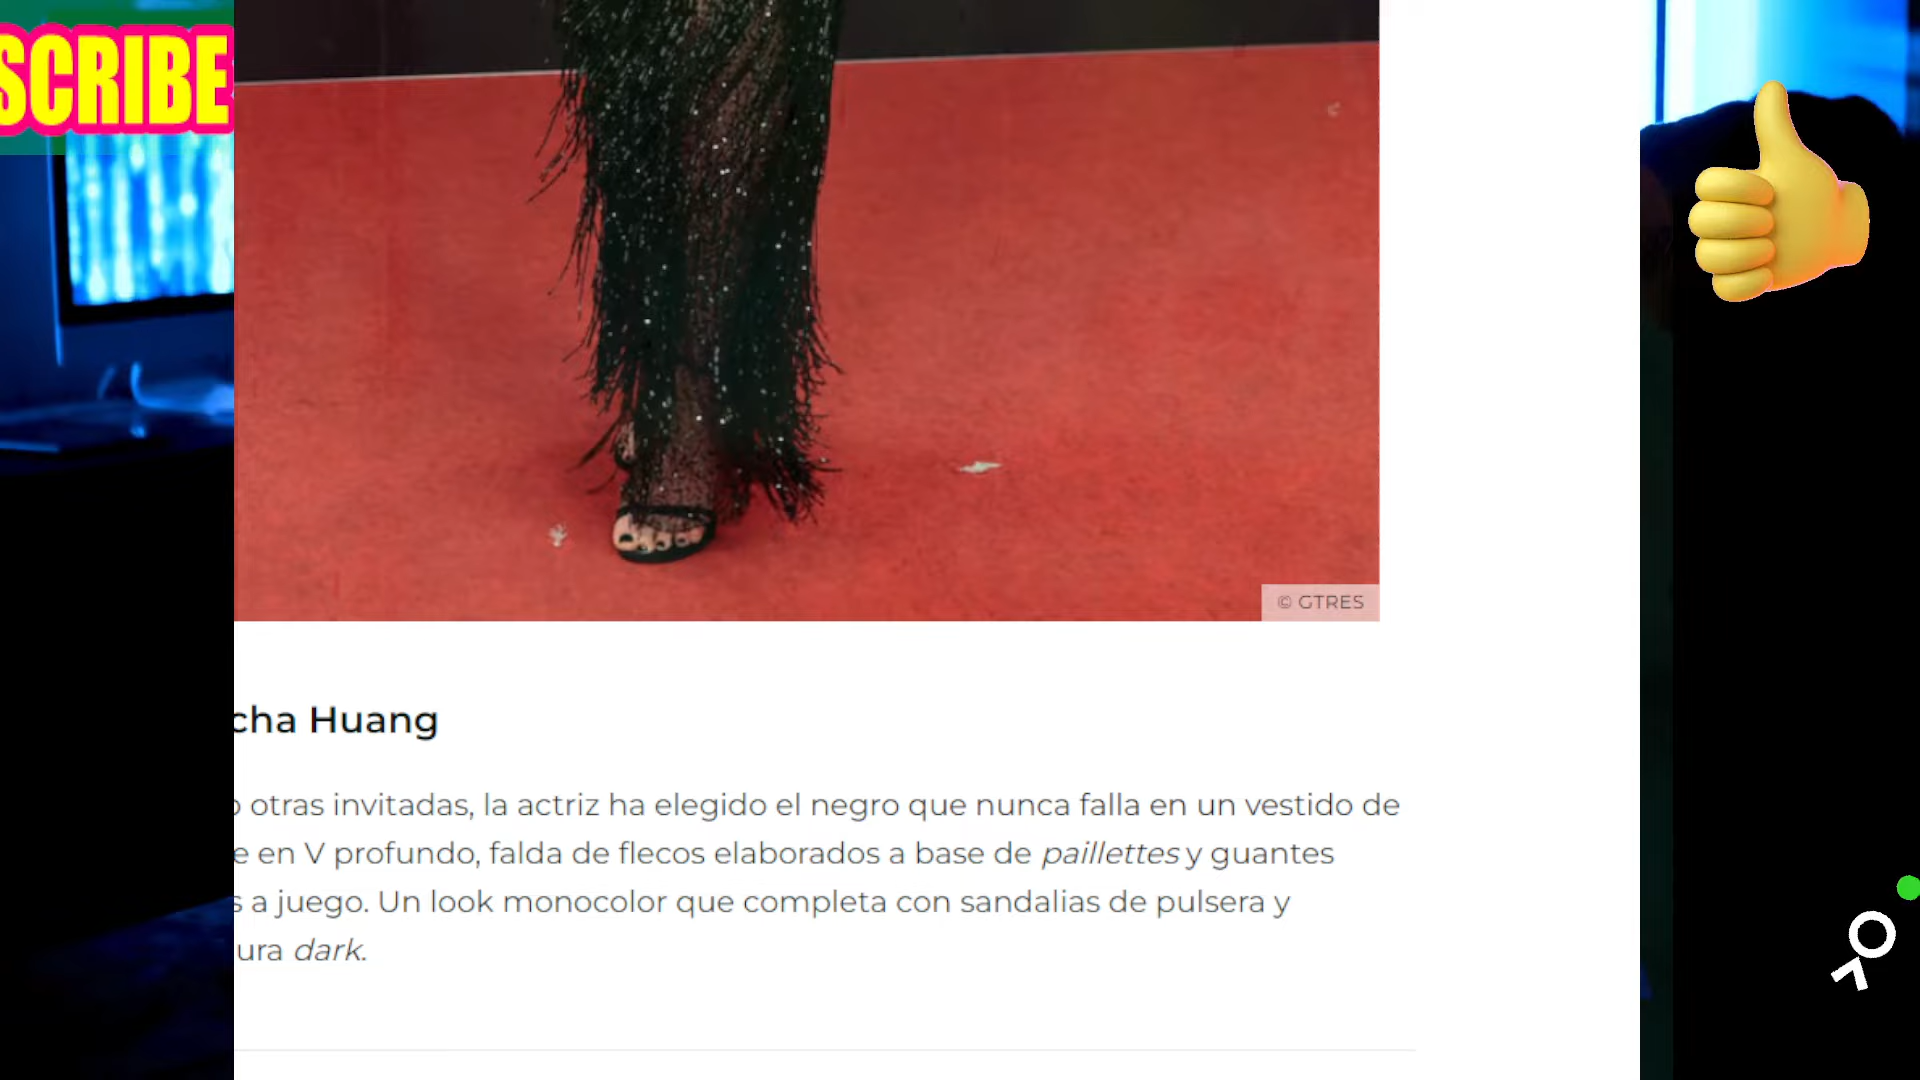 SCRIBE
© GTRES
cha Huang
otras invitadas, la actriz ha elegido el negro que nunca falla en un vestido de
e en V profundo, falda de flecos elaborados a base de paillettes y guantes
s a juego. Un look monocolor que completa con sandalias de pulsera y
ura dark.